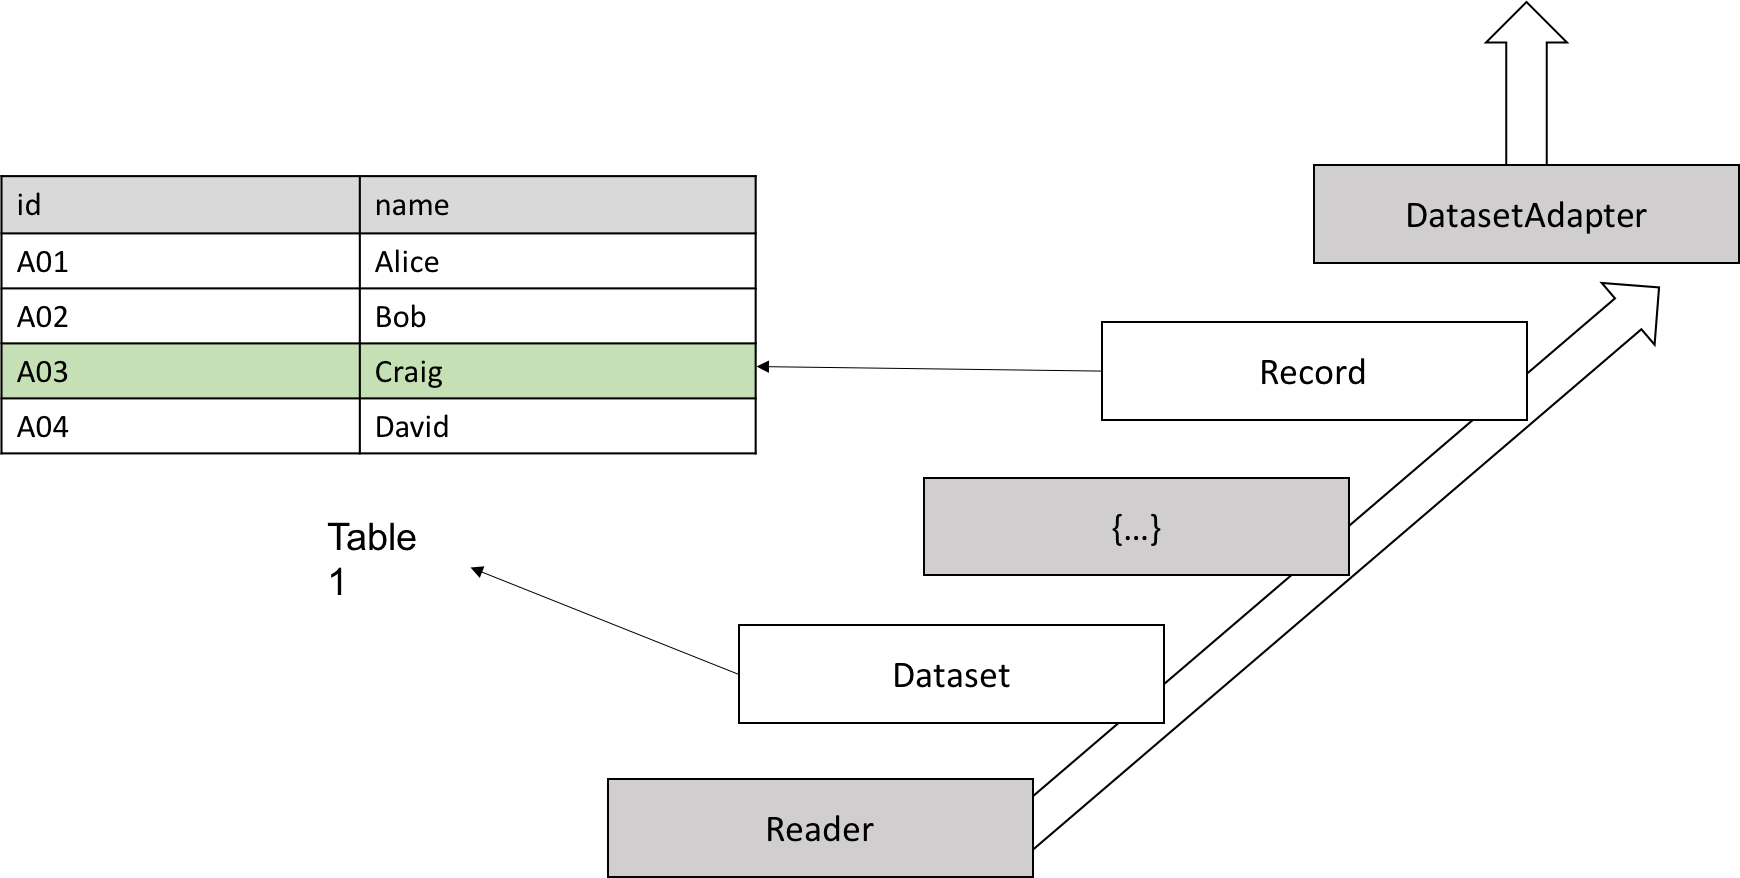 id name
A01 Alice
A02 Bob
A03 Craig
A04 David
Table
1
DatasetAdapter
Record
{...}
Dataset
Reader